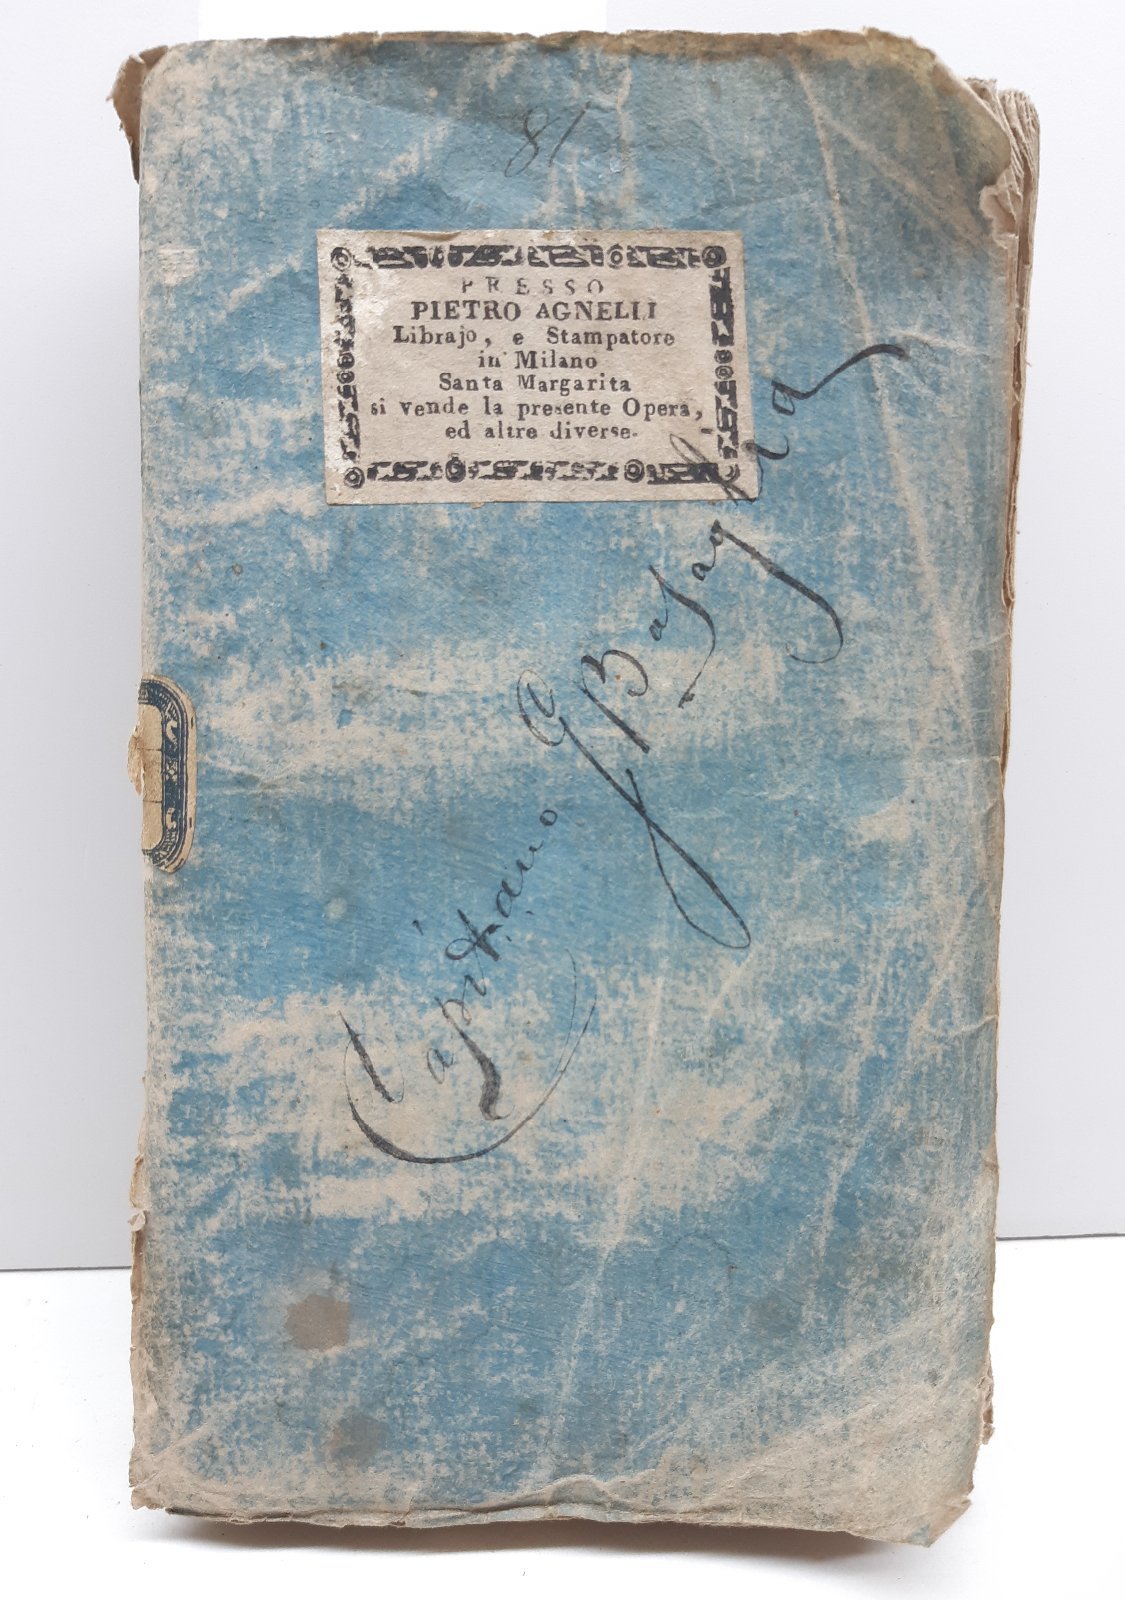 81
PRESSO
PIETRO AGNELLI
Librajo, e Stampatore
in Milano
Santa Margarita
si vende la presente Opera,
ed altre diverse.
Capitano G Basaglia